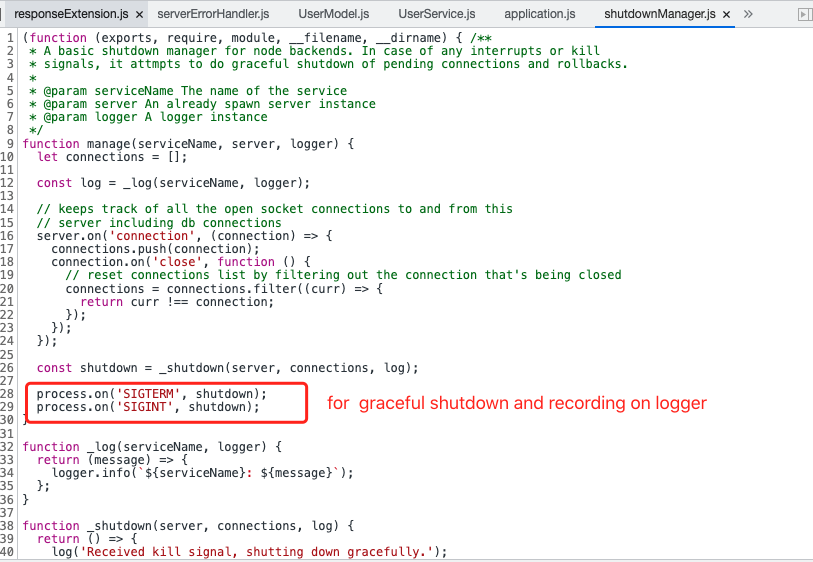 responseExtension.js × serverErrorHandler.js UserModel.js UserService.js application.js shutdownManager.js × »
1 (function (exports, require, module, __filename, __dirname) { /**
2 * A basic shutdown manager for node backends. In case of any interrupts or kill
3 * signals, it attmpts to do graceful shutdown of pending connections and rollbacks.
4 *
5 * @param serviceName The name of the service
6 * @param server An already spawn server instance
7 * @param logger A logger instance
8 */
9 function manage(serviceName, server, logger) {
10 let connections = [];
11
12 const log = _log(serviceName, logger);
13
14 // keeps track of all the open socket connections to and from this
15 // server including db connections
16 server.on('connection', (connection) => {
17 connections.push(connection);
18 connection.on('close', function () {
19 // reset connections list by filtering out the connection that's being closed
20 connections = connections.filter((curr) => {
21 return curr !== connection;
22 });
23 });
24 });
25
26 const shutdown = _shutdown(server, connections, log);
27
28 process.on('SIGTERM', shutdown);
29 process.on('SIGINT', shutdown);
for graceful shutdown and recording on logger
30 }
31
32 function _log(serviceName, logger) {
33 return (message) => {
34 logger.info(`${serviceName}: ${message}`);
35 };
36 }
37
38 function _shutdown(server, connections, log) {
39 return () => {
40 log('Received kill signal, shutting down gracefully.');